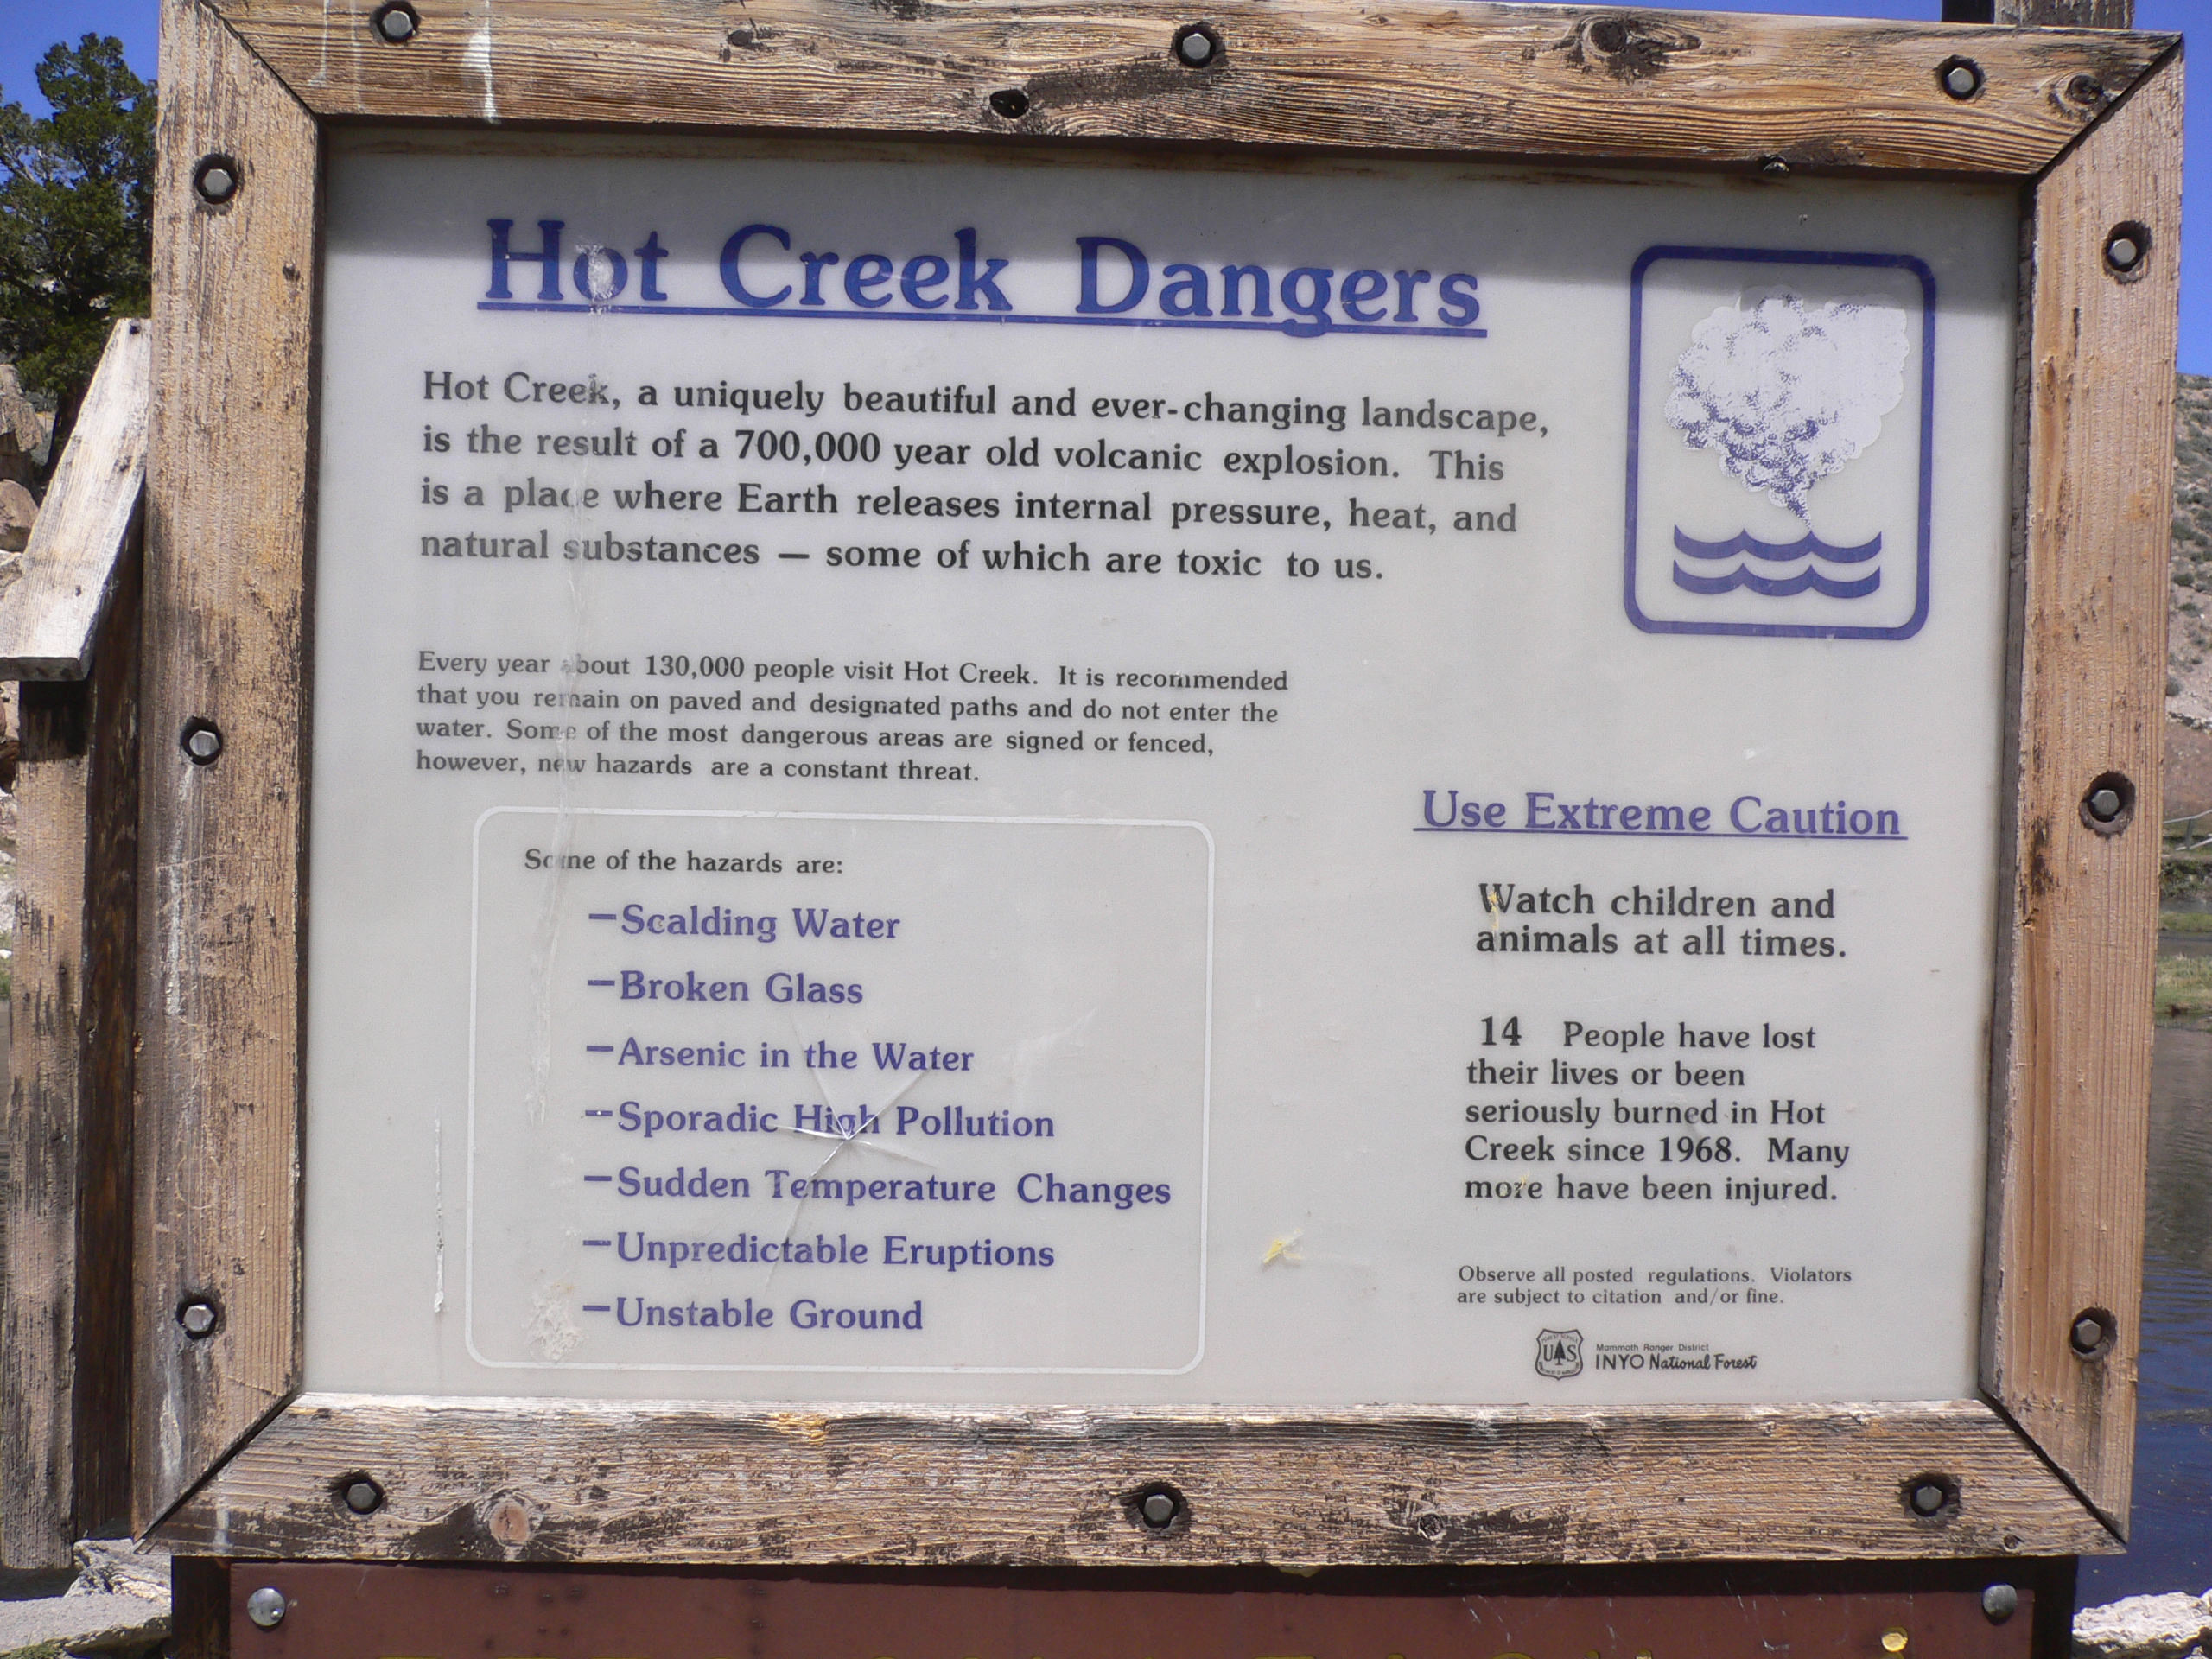 Hot Creek Dangers
Hot Creek, a uniquely beautiful and ever-changing landscape,
is the result of a 700,000 year old volcanic explosion. This
is a place where Earth releases internal pressure, heat, and
natural substances — some of which are toxic to us.
Every year about 130,000 people visit Hot Creek. It is recommended
that you remain on paved and designated paths and do not enter the
water. Some of the most dangerous areas are signed or fenced,
however, new hazards are a constant threat.
Some of the hazards are:
—Scalding Water
—Broken Glass
—Arsenic in the Water
—Sporadic High Pollution
—Sudden Temperature Changes
—Unpredictable Eruptions
—Unstable Ground
Use Extreme Caution
Watch children and
animals at all times.
14 People have lost
their lives or been
seriously burned in Hot
Creek since 1968. Many
more have been injured.
Observe all posted regulations. Violators
are subject to citation and/or fine.
FOREST SERVICE
U S
Mammoth Ranger District
INYO National Forest